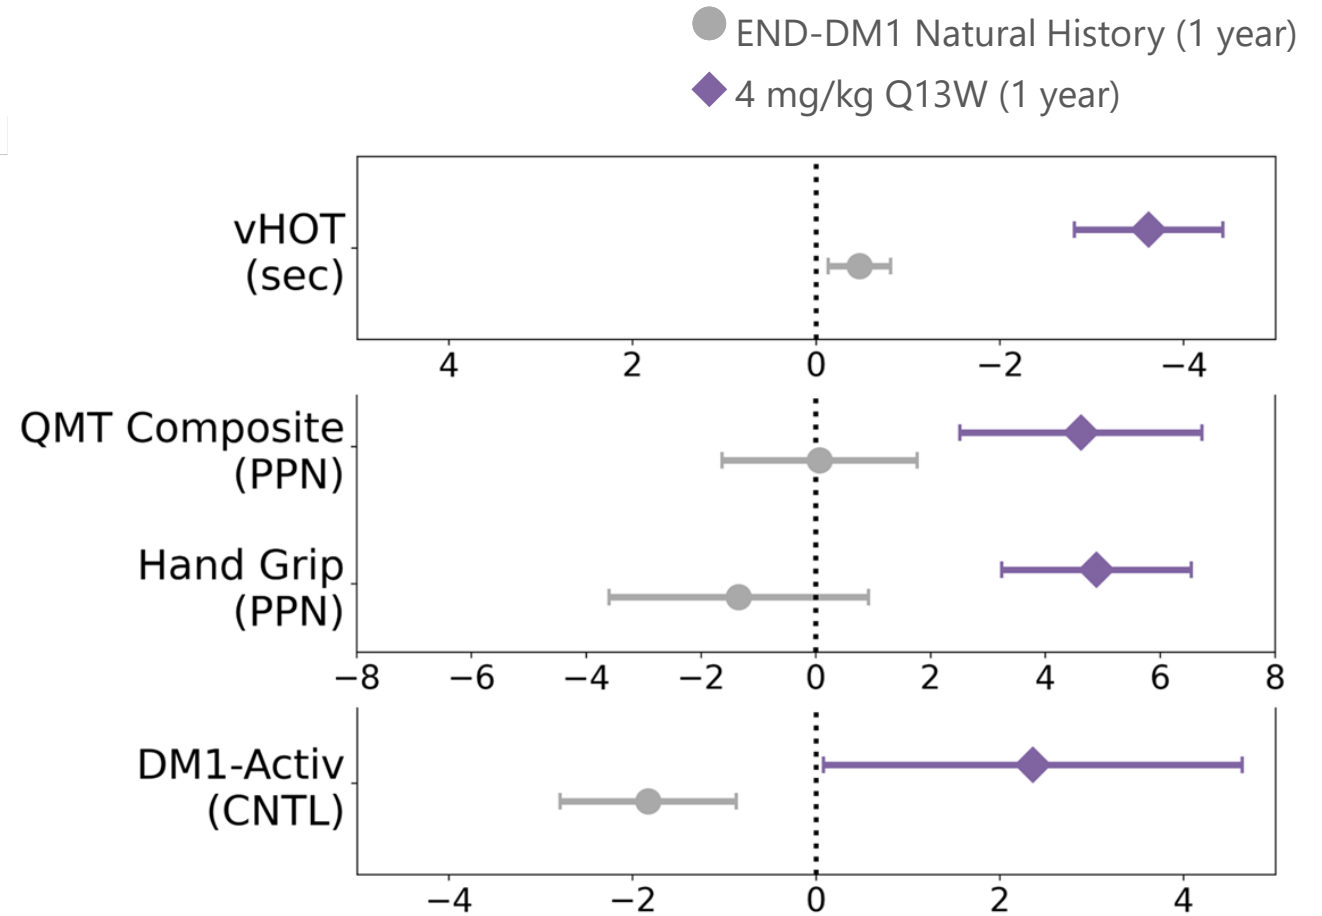 END-DM1 Natural History (1 year)
4 mg/kg Q13W (1 year)
vHOT
(sec)
4 2 0 −2 −4
QMT Composite
(PPN)
Hand Grip
(PPN)
−8 −6 −4 −2 0 2 4 6 8
DM1-Activ
(CNTL)
−4 −2 0 2 4